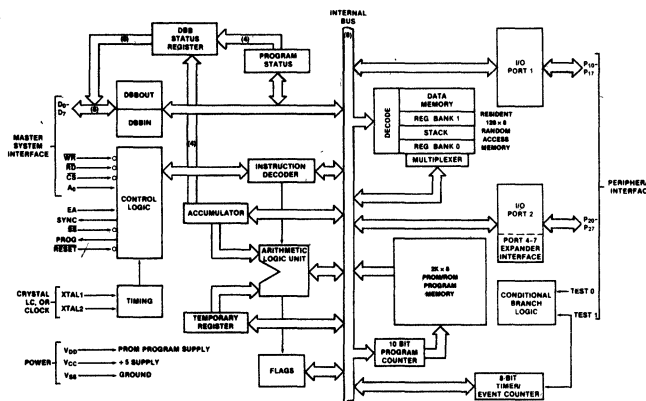 INTERNAL
BUS
(8)
DBB
STATUS
REGISTER
(8)
(4)
PROGRAM
STATUS
I/O
PORT 1
P10-
P17
D0-
D7
(8)
DBBOUT
DBBIN
MASTER
SYSTEM
INTERFACE
DECODE
DATA
MEMORY
REG. BANK 1
STACK
REG. BANK 0
MULTIPLEXER
RESIDENT
128 × 8
RANDOM
ACCESS
MEMORY
WR
RD
CS
A0
(4)
CONTROL
LOGIC
INSTRUCTION
DECODER
PERIPHERAL
INTERFACE
EA
SYNC
SS
PROG
RESET
ACCUMULATOR
I/O
PORT 2
PORT 4-7
EXPANDER
INTERFACE
P20-
P27
ARITHMETIC
LOGIC UNIT
2K × 8
PROM/ROM
PROGRAM
MEMORY
CRYSTAL
LC, OR
CLOCK
XTAL1
XTAL2
TIMING
CONDITIONAL
BRANCH
LOGIC
TEST 0
TEST
TEMPORARY
REGISTER
POWER
VDD
PROM PROGRAM SUPPLY
VCC
+ 5 SUPPLY
VSS
GROUND
FLAGS
10 BIT
PROGRAM
COUNTER
8-BIT
TIMER/
EVENT COUNTER